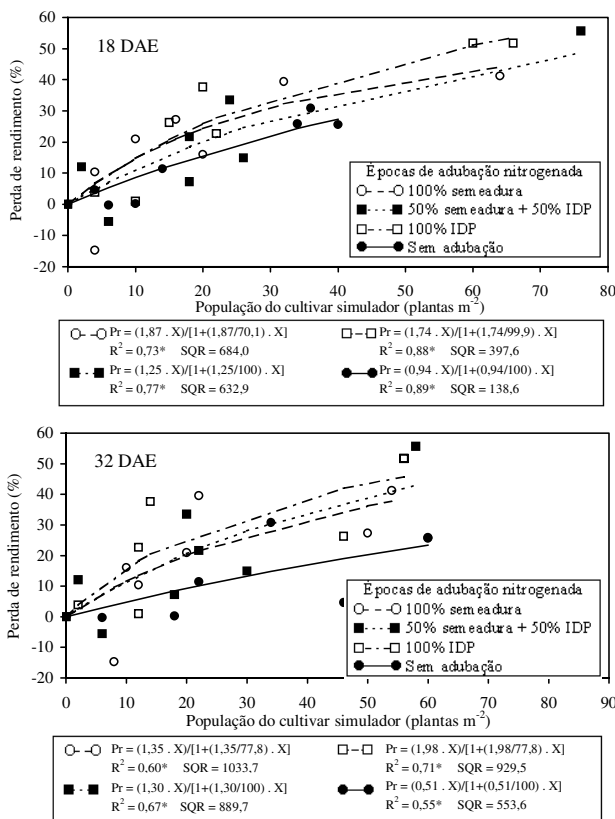 18 DAE
Perda de rendimento (%)
60
50
40
30
20
10
0
-10
-20
0 10 20 30 40 50 60 70 80
População do cultivar simulador (plantas m-2)
Épocas de adubação nitrogenada
100% semeadura
50% semeadura + 50% IDP
100% IDP
Sem adubação
Pr = (1,87 . X)/[1+(1,87/70,1) . X]
R2 = 0,73* SQR = 684,0
Pr = (1,74 . X)/[1+(1,74/99,9) . X]
R2 = 0,88* SQR = 397,6
Pr = (1,25 . X)/[1+(1,25/100) . X]
R2 = 0,77* SQR = 632,9
Pr = (0,94 . X)/[1+(0,94/100) . X]
R2 = 0,89* SQR = 138,6
32 DAE
Perda de rendimento (%)
60
50
40
30
20
10
0
-10
-20
0 10 20 30 40 50 60 70 80 90
População do cultivar simulador (plantas m-2)
Épocas de adubação nitrogenada
100% semeadura
50% semeadura + 50% IDP
100% IDP
Sem adubação
Pr = (1,35 . X)/[1+(1,35/77,8) . X]
R2 = 0,60* SQR = 1033,7
Pr = (1,98 . X)/[1+(1,98/77,8) . X]
R2 = 0,71* SQR = 929,5
Pr = (1,30 . X)/[1+(1,30/100) . X]
R2 = 0,67* SQR = 889,7
Pr = (0,51 . X)/[1+(0,51/100) . X]
R2 = 0,55* SQR = 553,6